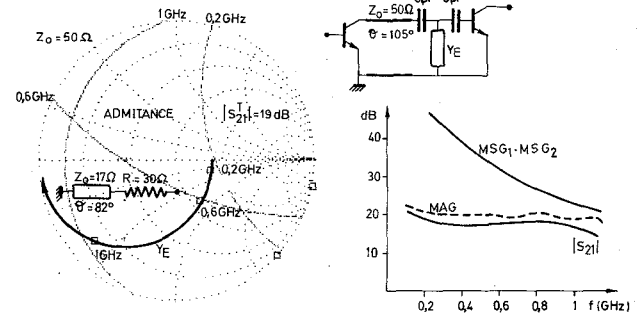 1GHz
0,2GHz
Z₀ = 50Ω
0,6GHz
ADMITANCE
|S₂₁ᵀ| = 19 dB
0,2GHz
Z₀=17Ω R=30Ω
ϑ=82°
0,6GHz
1GHz
Y_E
Z₀ = 50Ω
ϑ = 105°
Y_E
dB
40
30
20
10
MSG₁·MSG₂
MAG
|S₂₁|
0,2 0,4 0,6 0,8 1 f (GHz)